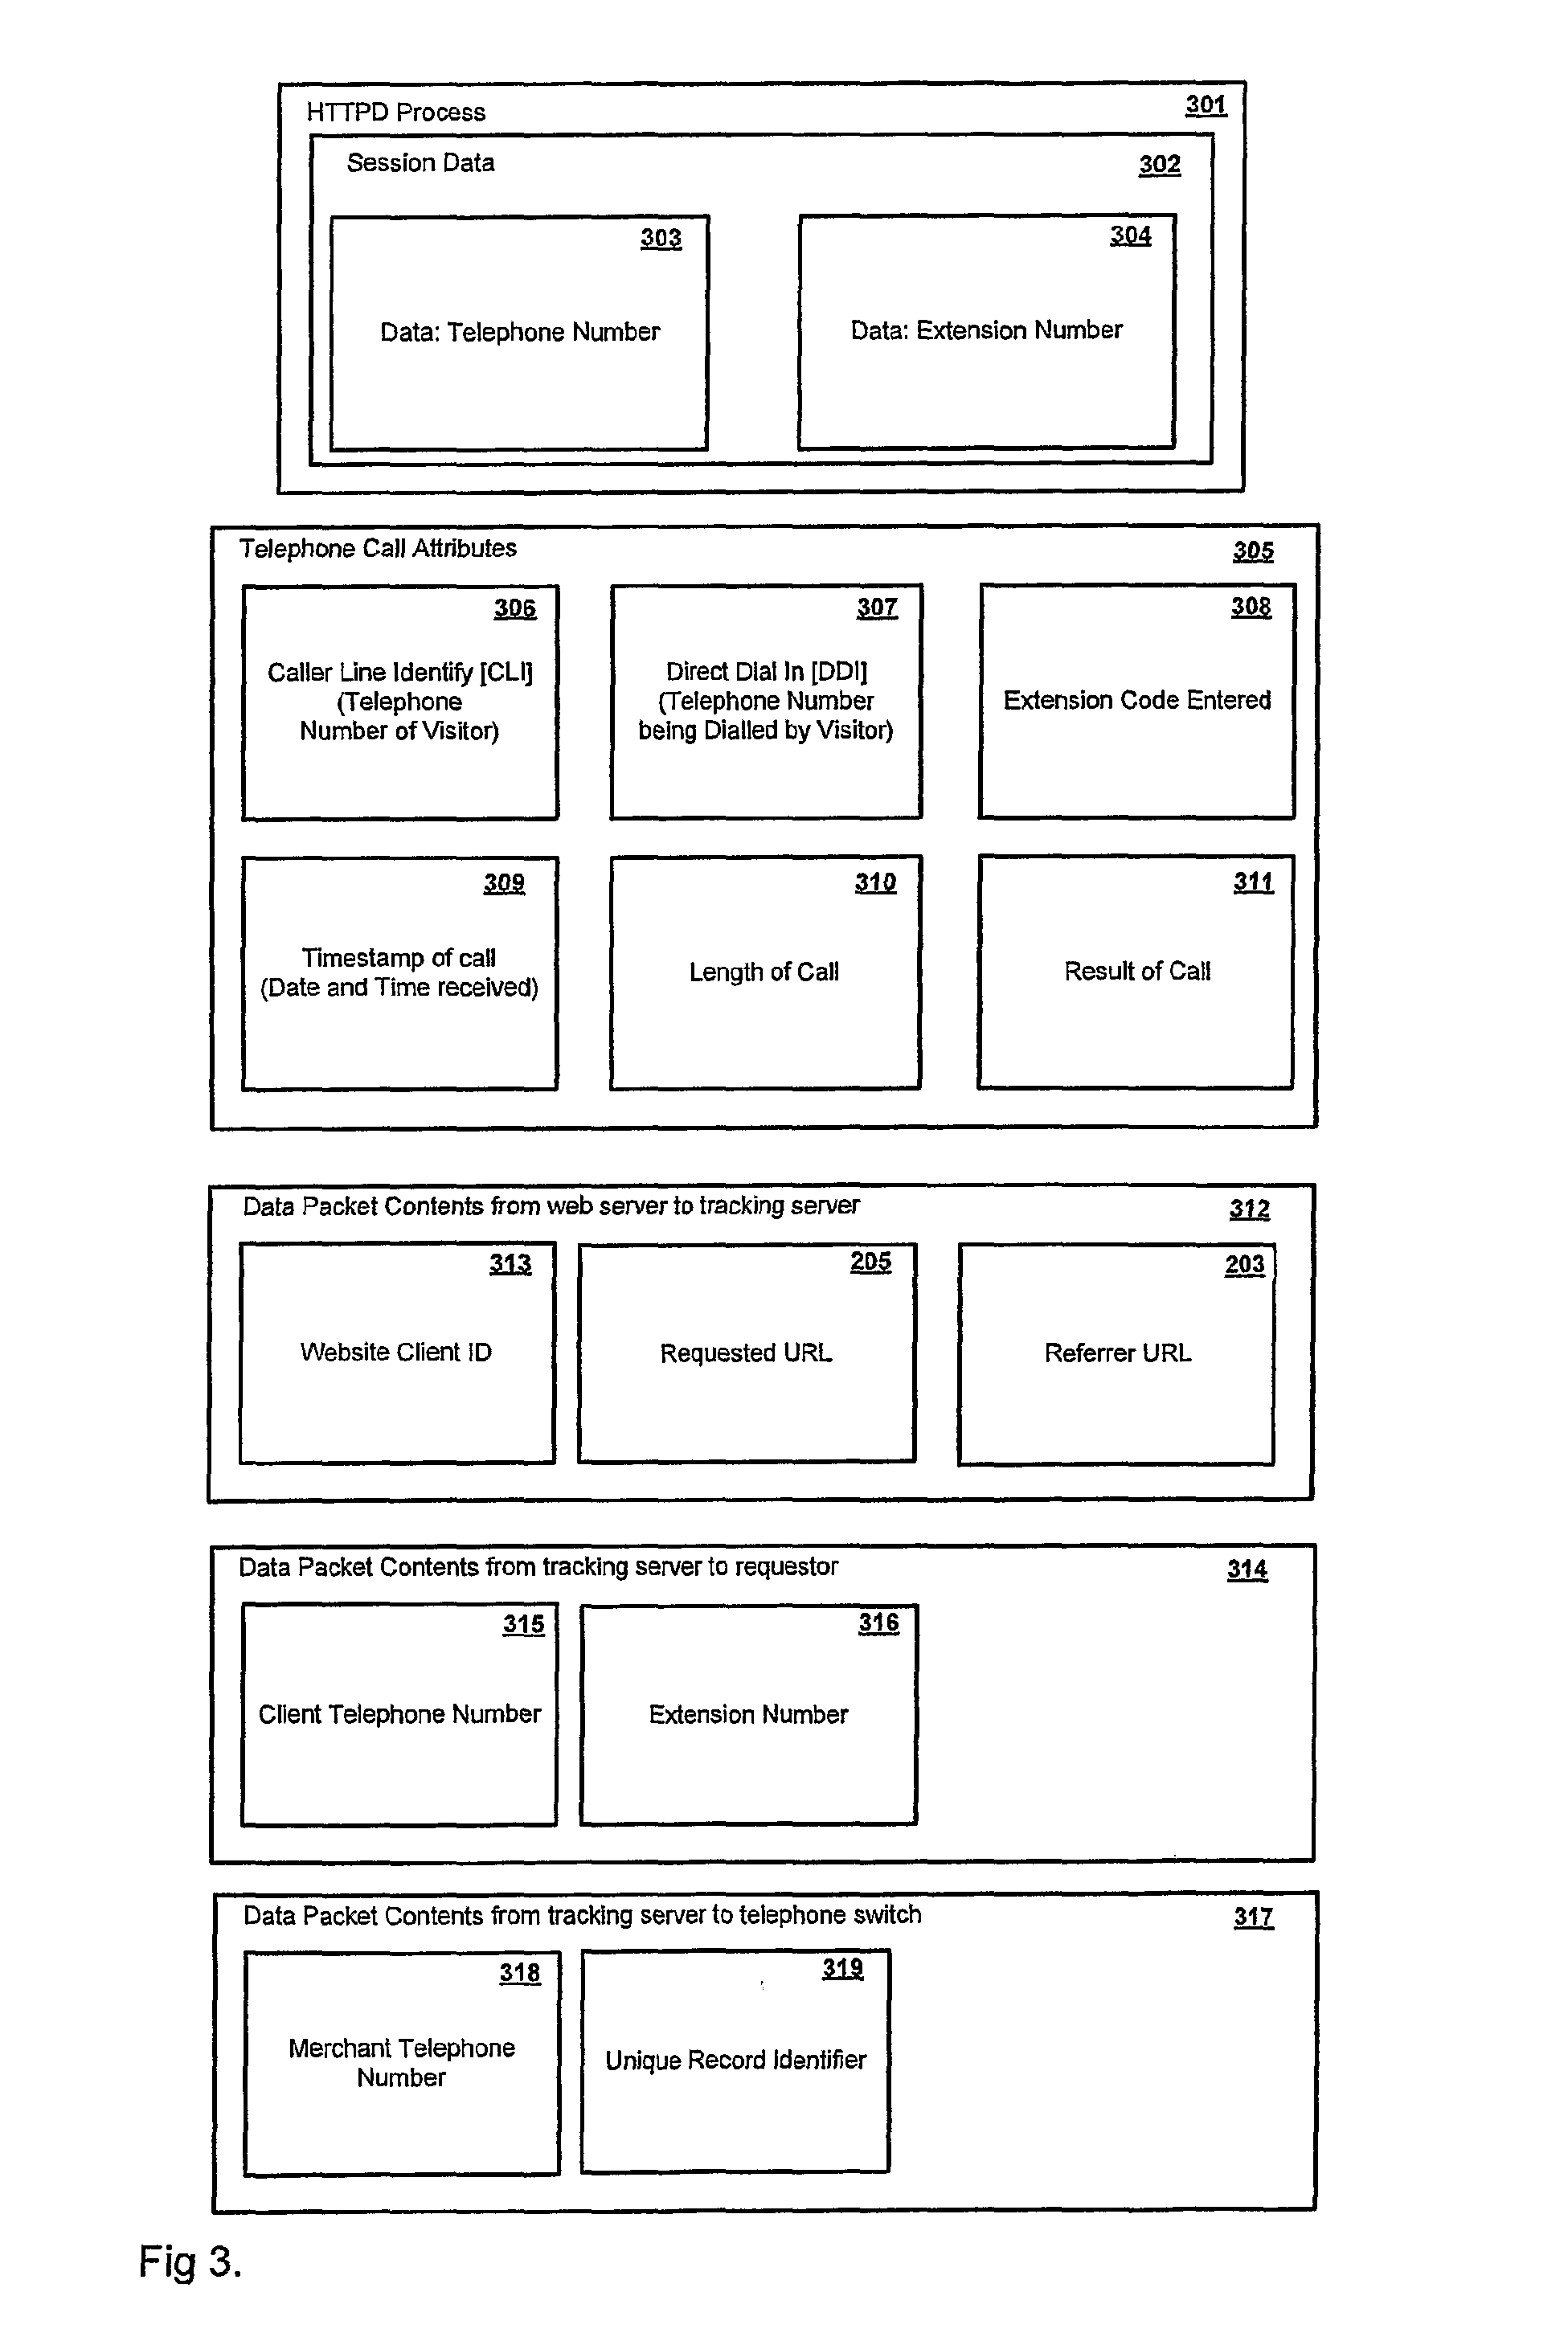 HTTPD Process 301
Session Data 302
303 304
Data: Telephone Number Data: Extension Number
Telephone Call Attributes 305
306 307 308
Caller Line Identify [CLI]
(Telephone
Number of Visitor)
Direct Dial In [DDI]
(Telephone Number
being Dialled by Visitor)
Extension Code Entered
309 310 311
Timestamp of call
(Date and Time received)
Length of Call
Result of Call
Data Packet Contents from web server to tracking server 312
313 205 203
Website Client ID Requested URL Referrer URL
Data Packet Contents from tracking server to requestor 314
315 316
Client Telephone Number Extension Number
Data Packet Contents from tracking server to telephone switch 317
318 319
Merchant Telephone
Number
Unique Record Identifier
Fig 3.